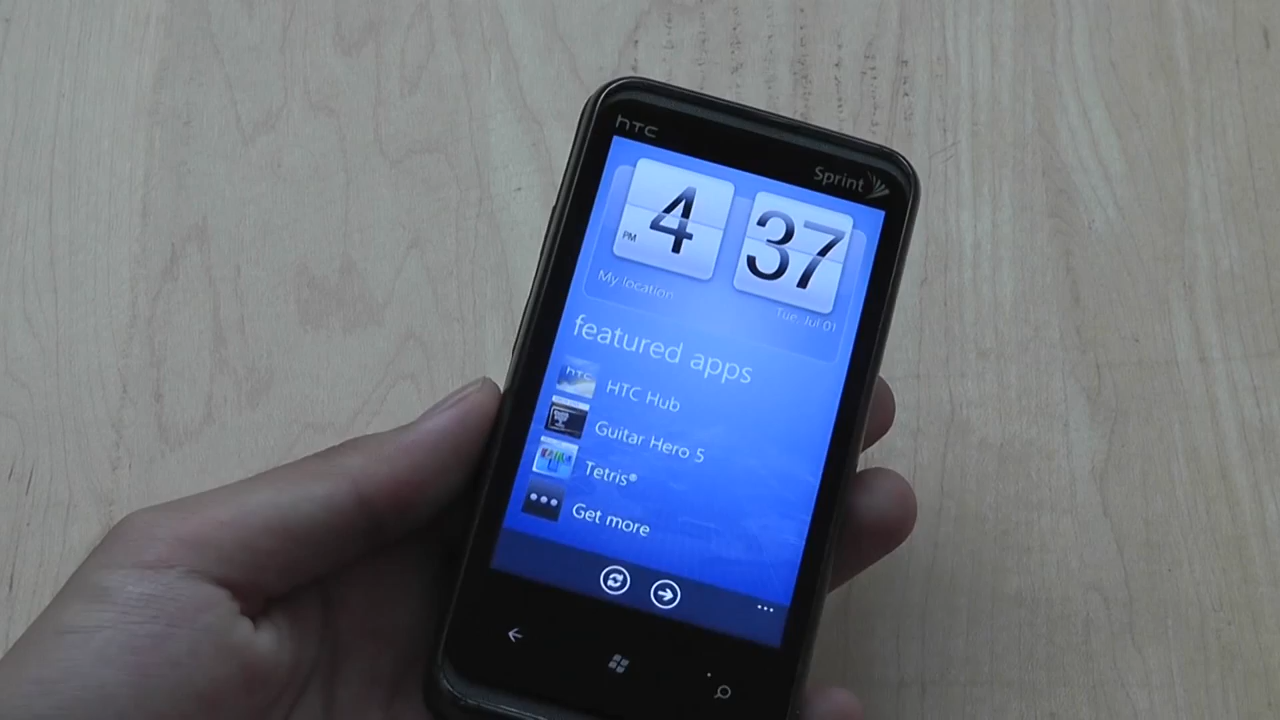 hTC
Sprint
4
37
PM
My location
Tue, Jul 01
featured apps
hTC
HTC Hub
Guitar Hero 5
Tetris®
Get more